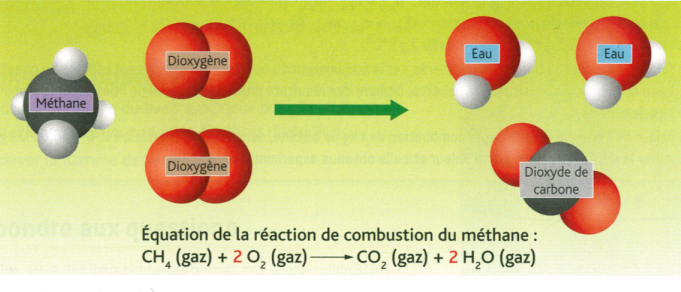 Méthane
Dioxygène
Dioxygène
Eau
Eau
Dioxyde de
carbone
Équation de la réaction de combustion du méthane :
CH₄ (gaz) + 2 O₂ (gaz) ⟶ CO₂ (gaz) + 2 H₂O (gaz)